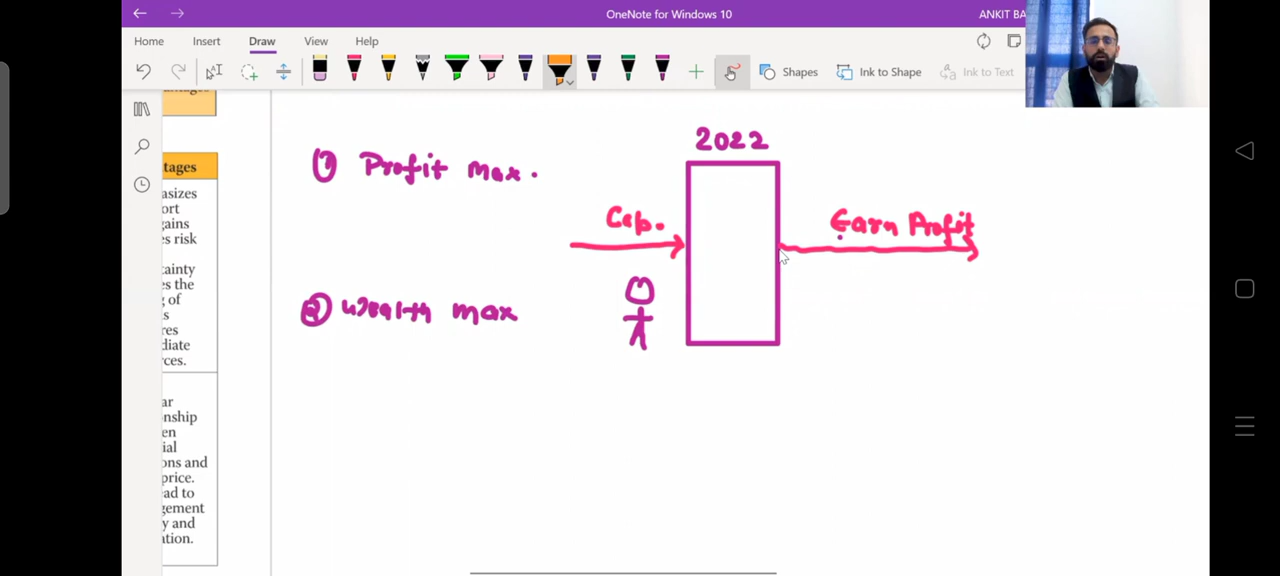 OneNote for Windows 10
ANKIT BA
Home Insert Draw View Help
Shapes Ink to Shape Ink to Text
tages
asizes
ort
gains
es risk
tainty
es the
of
s
res
diate
rces.
ar
nship
en
ial
ons and
price.
ad to
gement
y and
ation.
① Profit Max.
② Wealth max
2022
Cap.
Earn Profit